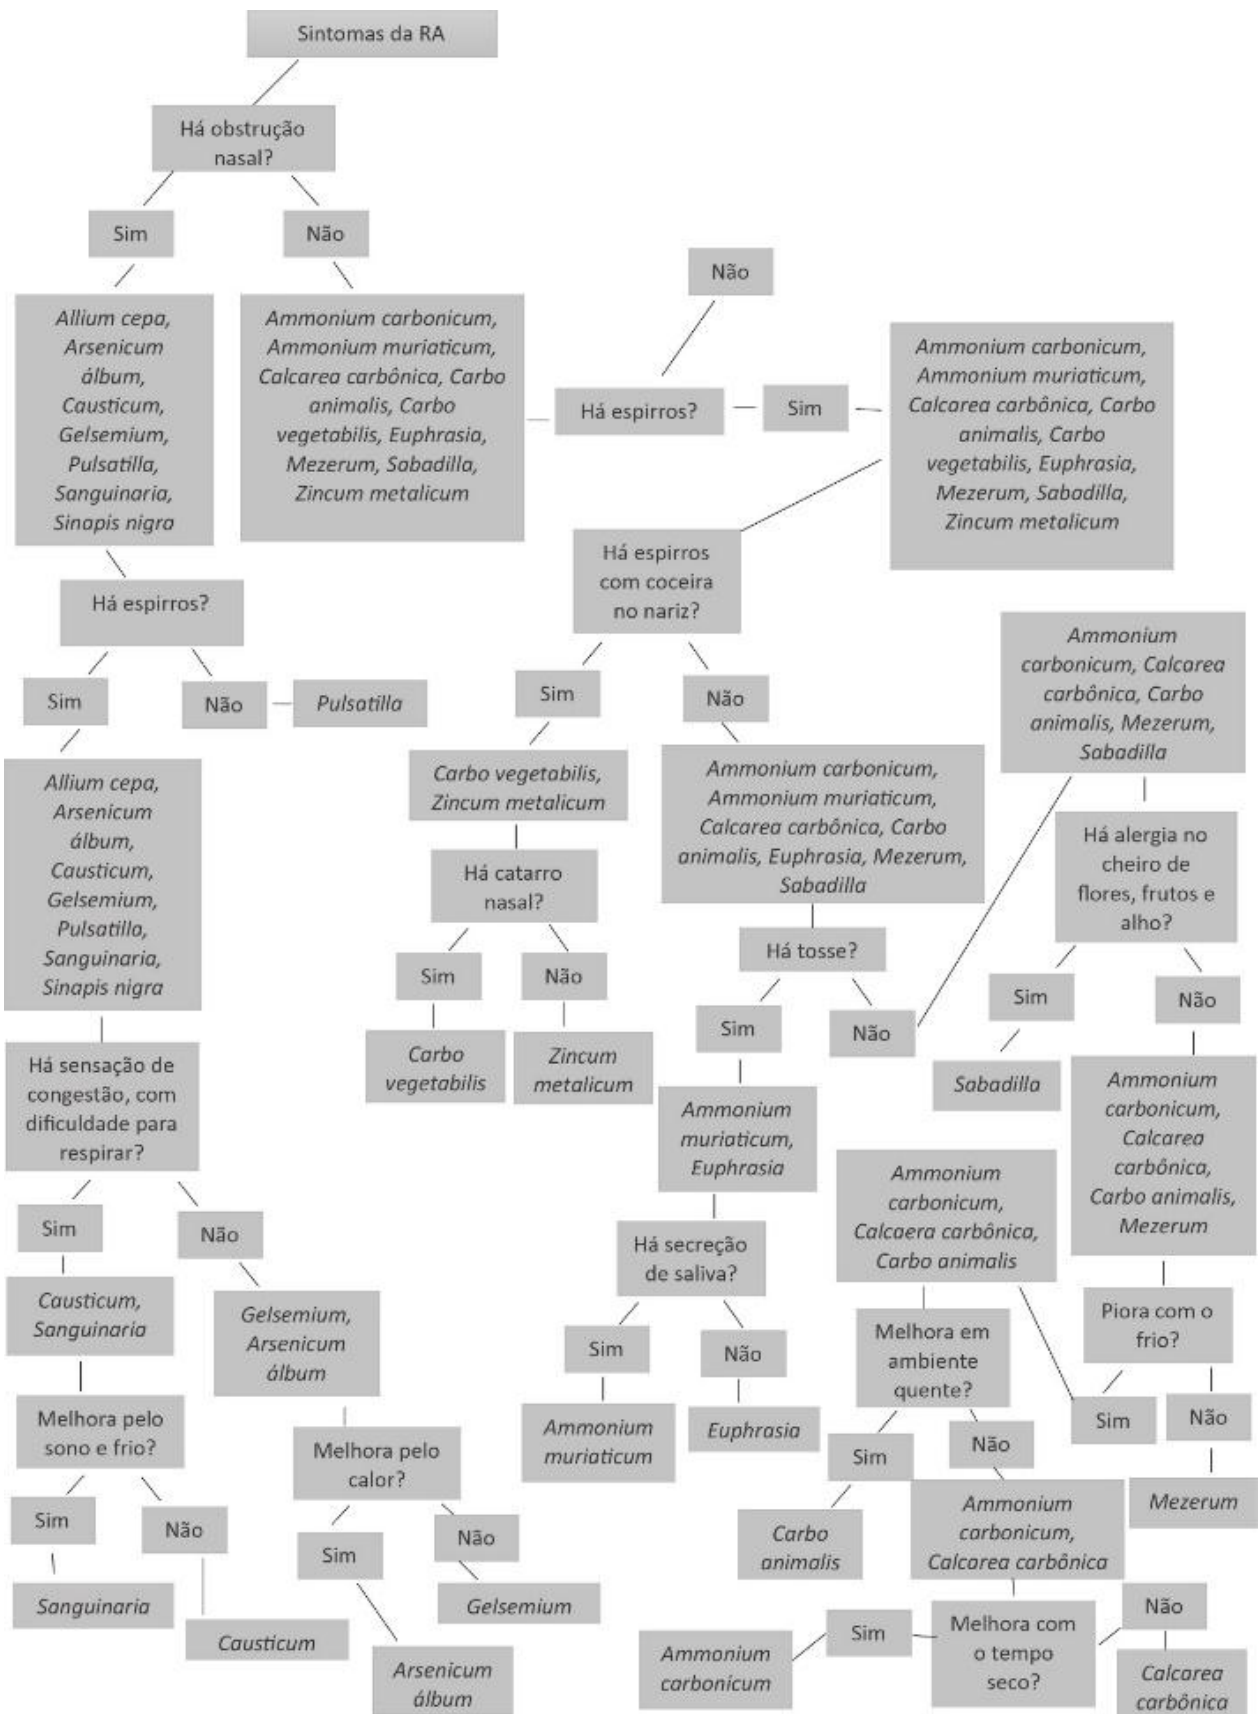 Sintomas da RA
Há obstrução
nasal?
Sim
Não
Allium cepa,
Arsenicum
álbum,
Causticum,
Gelsemium,
Pulsatilla,
Sanguinaria,
Sinapis nigra
Ammonium carbonicum,
Ammonium muriaticum,
Calcarea carbônica, Carbo
animalis, Carbo
vegetabilis, Euphrasia,
Mezerum, Sabadilla,
Zincum metalicum
Não
Há espirros?
Sim
Ammonium carbonicum,
Ammonium muriaticum,
Calcarea carbônica, Carbo
animalis, Carbo
vegetabilis, Euphrasia,
Mezerum, Sabadilla,
Zincum metalicum
Há espirros?
Sim
Não
Pulsatilla
Allium cepa,
Arsenicum
álbum,
Causticum,
Gelsemium,
Pulsatilla,
Sanguinaria,
Sinapis nigra
Há sensação de
congestão, com
dificuldade para
respirar?
Sim
Não
Causticum,
Sanguinaria
Gelsemium,
Arsenicum
álbum
Melhora pelo
sono e frio?
Sim
Não
Sanguinaria
Causticum
Melhora pelo
calor?
Sim
Não
Gelsemium
Arsenicum
álbum
Há espirros
com coceira
no nariz?
Sim
Não
Carbo vegetabilis,
Zincum metalicum
Há catarro
nasal?
Sim
Não
Carbo
vegetabilis
Zincum
metalicum
Ammonium carbonicum,
Ammonium muriaticum,
Calcarea carbônica, Carbo
animalis, Euphrasia, Mezerum,
Sabadilla
Há tosse?
Sim
Não
Ammonium
muriaticum,
Euphrasia
Há secreção
de saliva?
Sim
Não
Ammonium
muriaticum
Euphrasia
Ammonium
carbonicum, Calcarea
carbônica, Carbo
animalis, Mezerum,
Sabadilla
Há alergia no
cheiro de
flores, frutos e
alho?
Sim
Não
Sabadilla
Ammonium
carbonicum,
Calcarea
carbônica,
Carbo animalis,
Mezerum
Piora com o
frio?
Sim
Não
Mezerum
Ammonium
carbonicum,
Calcaera carbônica,
Carbo animalis
Melhora em
ambiente
quente?
Sim
Não
Carbo
animalis
Ammonium
carbonicum,
Calcarea carbônica
Melhora com
o tempo
seco?
Sim
Não
Ammonium
carbonicum
Calcarea
carbônica